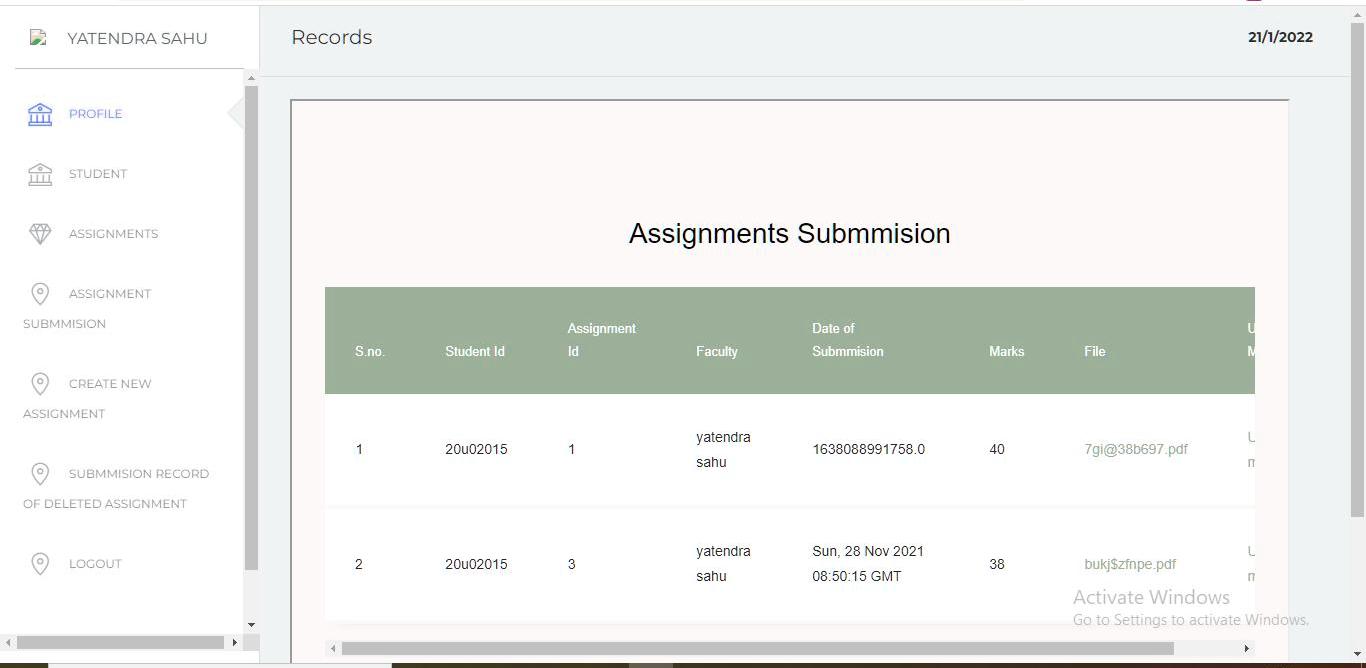 YATENDRA SAHU
Records
21/1/2022
PROFILE
STUDENT
ASSIGNMENTS
ASSIGNMENT
SUBMMISION
CREATE NEW
ASSIGNMENT
SUBMMISION RECORD
OF DELETED ASSIGNMENT
LOGOUT
Assignments Submmision
S.no. Student Id Assignment Id Faculty Date of Submmision Marks File
1 20u02015 1 yatendra sahu 1638088991758.0 40 7gi@38b697.pdf
2 20u02015 3 yatendra sahu Sun, 28 Nov 2021 08:50:15 GMT 38 bukj$zfnpe.pdf
Activate Windows
Go to Settings to activate Windows.